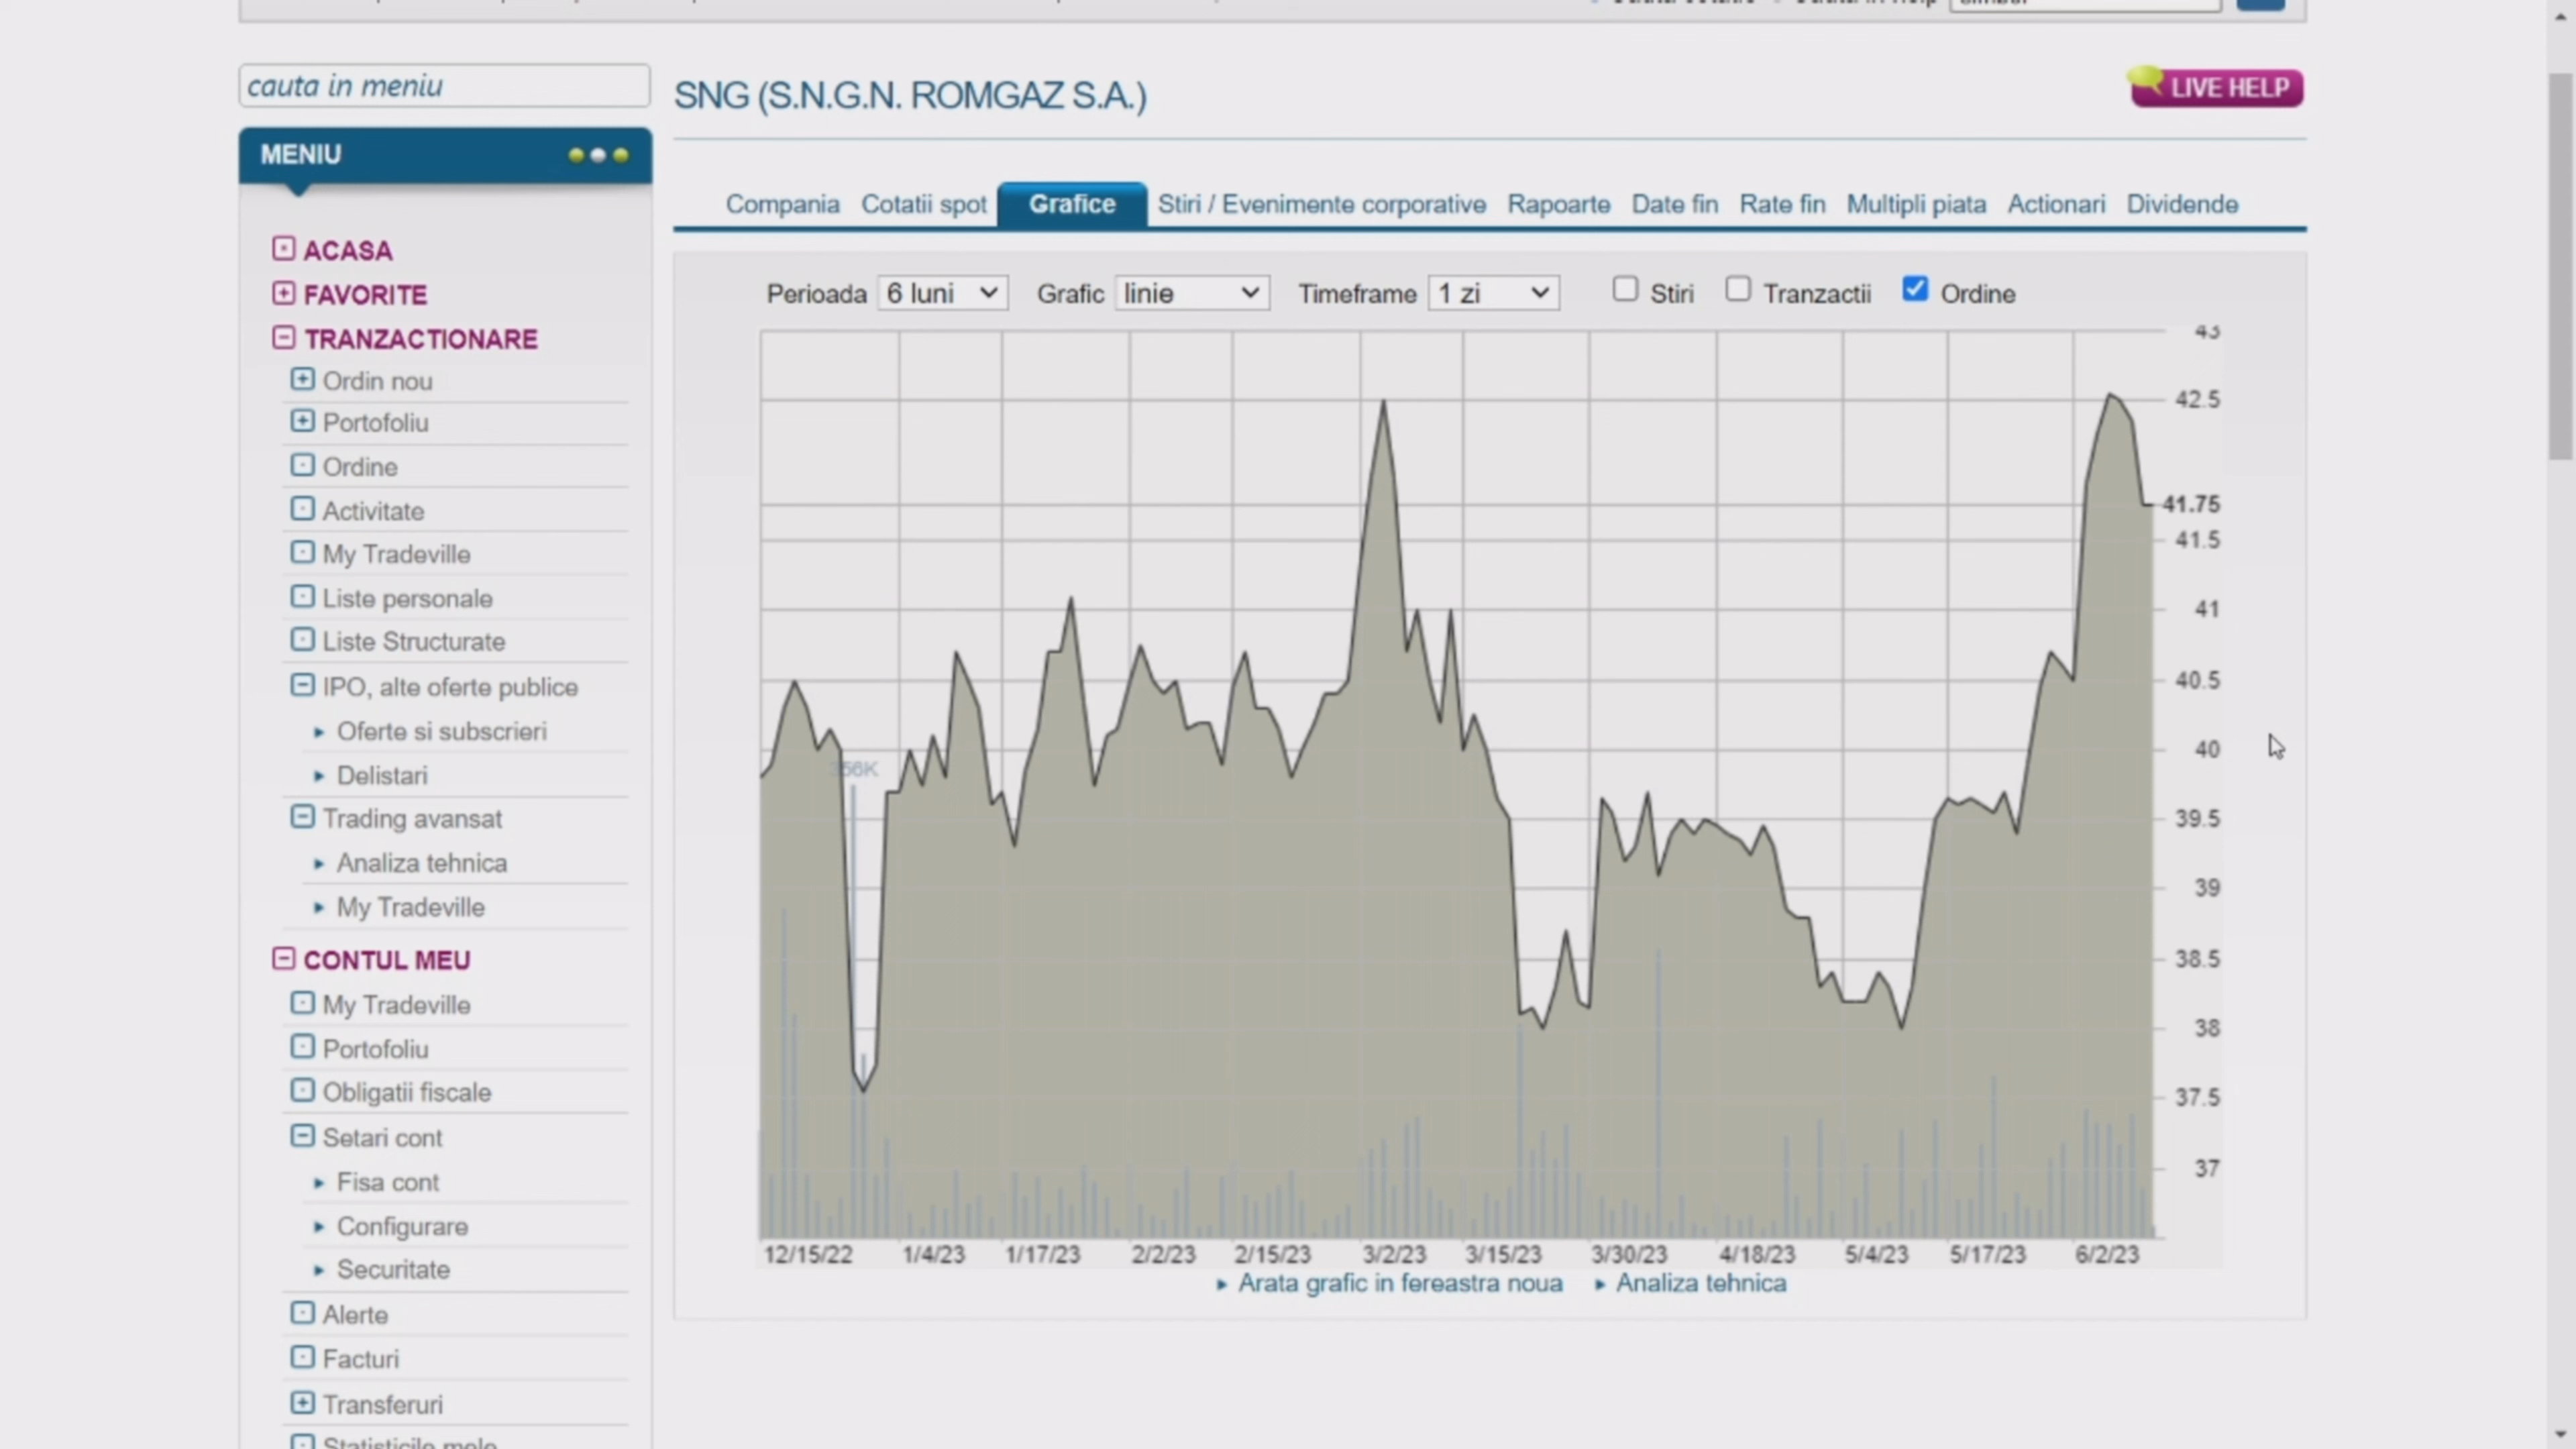 cauta in meniu
SNG (S.N.G.N. ROMGAZ S.A.)
LIVE HELP
MENIU
Compania Cotatii spot Grafice Stiri / Evenimente corporative Rapoarte Date fin Rate fin Multipli piata Actionari Dividende
ACASA
FAVORITE
TRANZACTIONARE
Ordin nou
Portofoliu
Ordine
Activitate
My Tradeville
Liste personale
Liste Structurate
IPO, alte oferte publice
Oferte si subscrieri
Delistari
Trading avansat
Analiza tehnica
My Tradeville
CONTUL MEU
My Tradeville
Portofoliu
Obligatii fiscale
Setari cont
Fisa cont
Configurare
Securitate
Alerte
Facturi
Transferuri
Statisticile mele
Perioada 6 luni Grafic linie Timeframe 1 zi Stiri Tranzactii Ordine
43
42.5
41.75
41.5
41
40.5
40
39.5
39
38.5
38
37.5
37
12/15/22 1/4/23 1/17/23 2/2/23 2/15/23 3/2/23 3/15/23 3/30/23 4/18/23 5/4/23 5/17/23 6/2/23
Arata grafic in fereastra noua Analiza tehnica